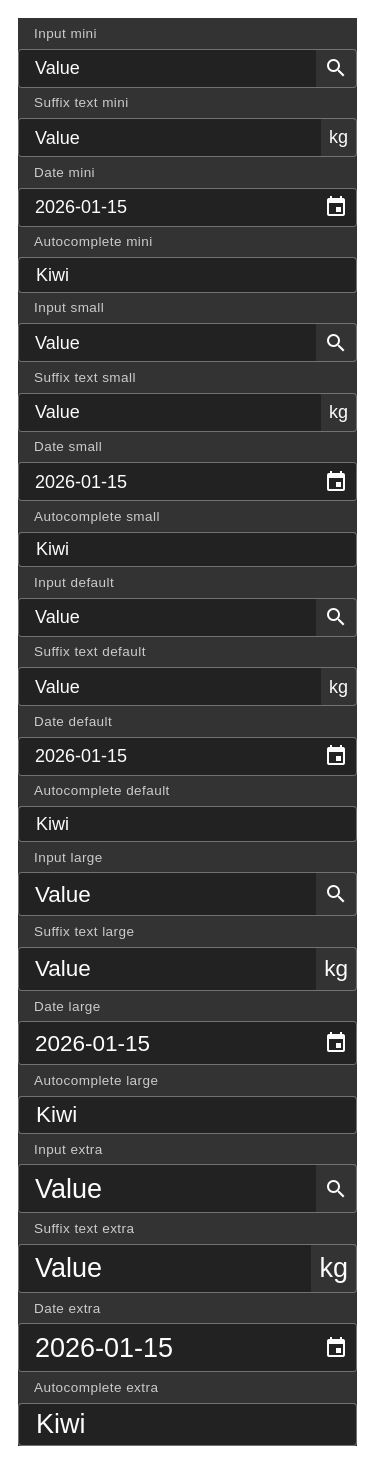 Input mini
Value
Suffix text mini
Value kg
Date mini
2026-01-15
Autocomplete mini
Kiwi
Input small
Value
Suffix text small
Value kg
Date small
2026-01-15
Autocomplete small
Kiwi
Input default
Value
Suffix text default
Value kg
Date default
2026-01-15
Autocomplete default
Kiwi
Input large
Value
Suffix text large
Value kg
Date large
2026-01-15
Autocomplete large
Kiwi
Input extra
Value
Suffix text extra
Value kg
Date extra
2026-01-15
Autocomplete extra
Kiwi